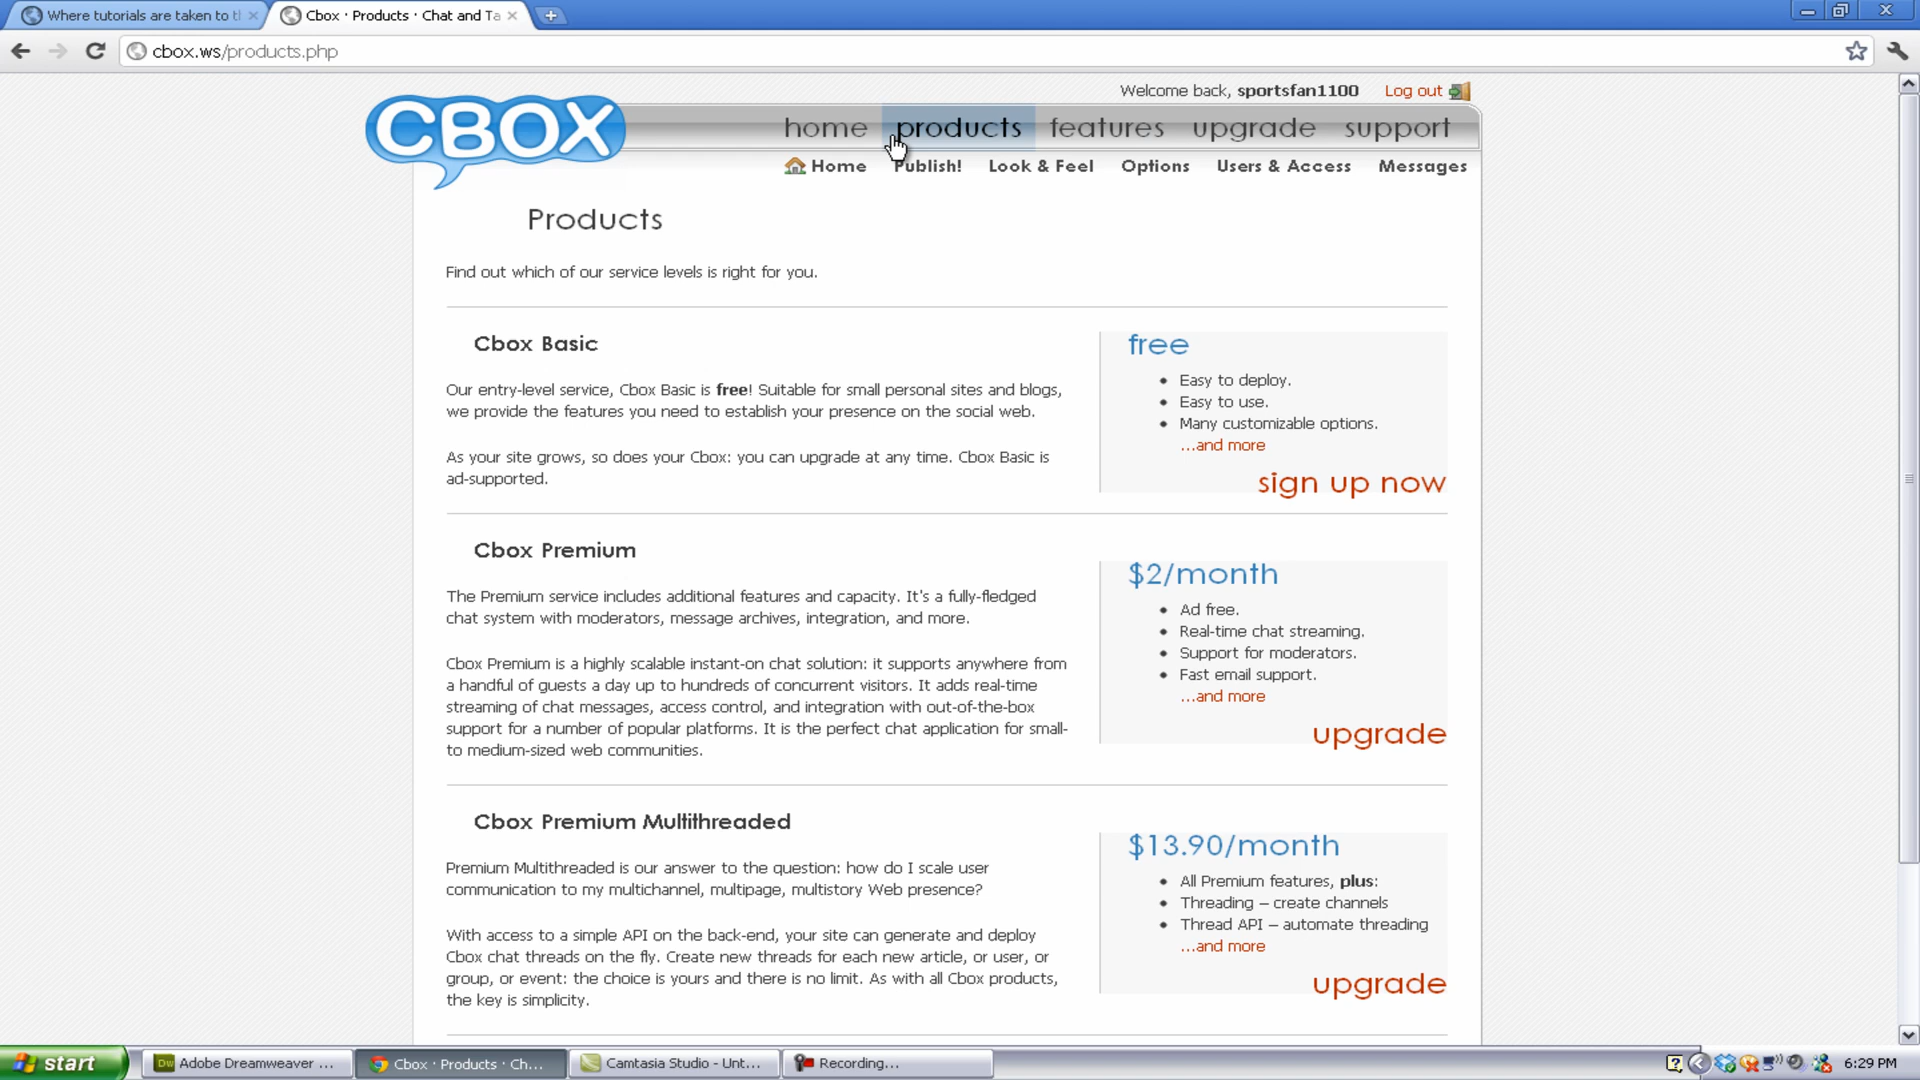 Where tutorials are taken to t
Cbox · Products · Chat and Ta
cbox.ws/products.php
Welcome back, sportsfan1100 Log out
CBOX
home products features upgrade support
Home Publish! Look & Feel Options Users & Access Messages
Products
Find out which of our service levels is right for you.
Cbox Basic
Our entry-level service, Cbox Basic is free! Suitable for small personal sites and blogs,
we provide the features you need to establish your presence on the social web.
As your site grows, so does your Cbox: you can upgrade at any time. Cbox Basic is
ad-supported.
free
Easy to deploy.
Easy to use.
Many customizable options.
...and more
sign up now
Cbox Premium
The Premium service includes additional features and capacity. It's a fully-fledged
chat system with moderators, message archives, integration, and more.
Cbox Premium is a highly scalable instant-on chat solution: it supports anywhere from
a handful of guests a day up to hundreds of concurrent visitors. It adds real-time
streaming of chat messages, access control, and integration with out-of-the-box
support for a number of popular platforms. It is the perfect chat application for small-
to medium-sized web communities.
$2/month
Ad free.
Real-time chat streaming.
Support for moderators.
Fast email support.
...and more
upgrade
Cbox Premium Multithreaded
Premium Multithreaded is our answer to the question: how do I scale user
communication to my multichannel, multipage, multistory Web presence?
With access to a simple API on the back-end, your site can generate and deploy
Cbox chat threads on the fly. Create new threads for each new article, or user, or
group, or event: the choice is yours and there is no limit. As with all Cbox products,
the key is simplicity.
$13.90/month
All Premium features, plus:
Threading – create channels
Thread API – automate threading
...and more
upgrade
start
Adobe Dreamweaver ...
Cbox · Products · Ch...
Camtasia Studio - Unt...
Recording...
6:29 PM